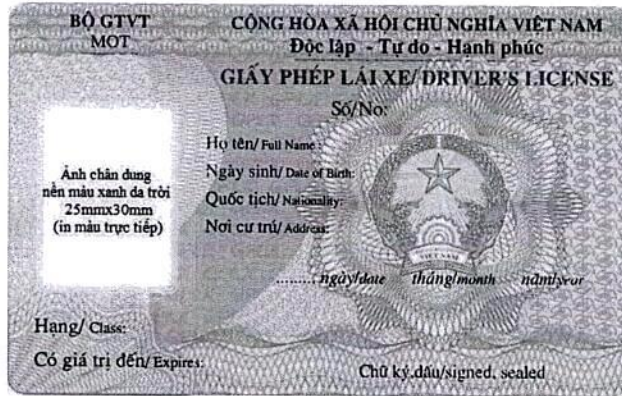 BỘ GTVT
MOT
CỘNG HÒA XÃ HỘI CHỦ NGHĨA VIỆT NAM
Độc lập - Tự do - Hạnh phúc
GIẤY PHÉP LÁI XE/ DRIVER'S LICENSE
Số/No:
Ảnh chân dung
nền màu xanh da trời
25mmx30mm
(in màu trực tiếp)
Họ tên/ Full Name :
Ngày sinh/ Date of Birth:
Quốc tịch/ Nationality:
Nơi cư trú/ Address:
VIỆT NAM
........, ngày/date tháng/month năm/year
Hạng/ Class:
Có giá trị đến/ Expires:
Chữ ký,dấu/signed, sealed